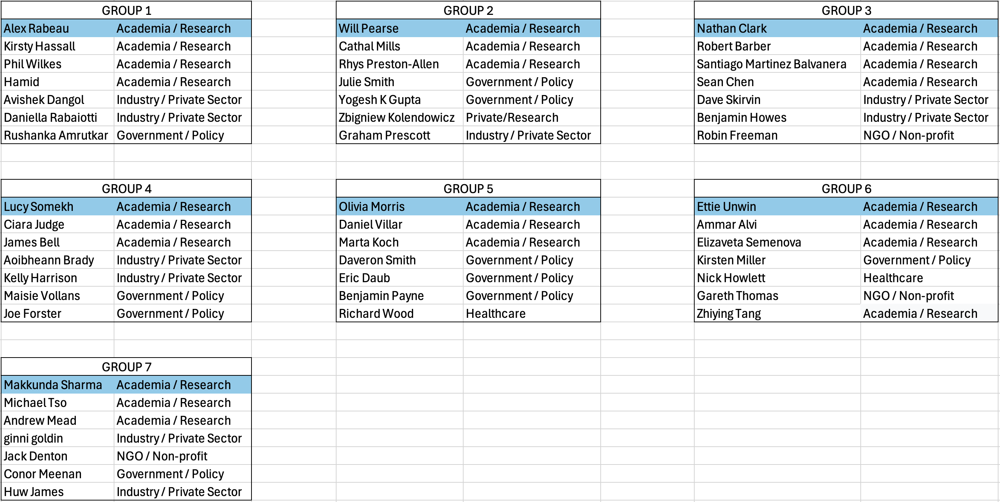 GROUP 1
Alex Rabeau Academia / Research
Kirsty Hassall Academia / Research
Phil Wilkes Academia / Research
Hamid Academia / Research
Avishek Dangol Industry / Private Sector
Daniella Rabaiotti Industry / Private Sector
Rushanka Amrutkar Government / Policy
GROUP 2
Will Pearse Academia / Research
Cathal Mills Academia / Research
Rhys Preston-Allen Academia / Research
Julie Smith Government / Policy
Yogesh K Gupta Government / Policy
Zbigniew Kolendowicz Private/Research
Graham Prescott Industry / Private Sector
GROUP 3
Nathan Clark Academia / Research
Robert Barber Academia / Research
Santiago Martinez Balvanera Academia / Research
Sean Chen Academia / Research
Dave Skirvin Industry / Private Sector
Benjamin Howes Industry / Private Sector
Robin Freeman NGO / Non-profit
GROUP 4
Lucy Somekh Academia / Research
Ciara Judge Academia / Research
James Bell Academia / Research
Aoibheann Brady Industry / Private Sector
Kelly Harrison Industry / Private Sector
Maisie Vollans Government / Policy
Joe Forster Government / Policy
GROUP 5
Olivia Morris Academia / Research
Daniel Villar Academia / Research
Marta Koch Academia / Research
Daveron Smith Government / Policy
Eric Daub Government / Policy
Benjamin Payne Government / Policy
Richard Wood Healthcare
GROUP 6
Ettie Unwin Academia / Research
Ammar Alvi Academia / Research
Elizaveta Semenova Academia / Research
Kirsten Miller Government / Policy
Nick Howlett Healthcare
Gareth Thomas NGO / Non-profit
Zhiying Tang Academia / Research
GROUP 7
Makkunda Sharma Academia / Research
Michael Tso Academia / Research
Andrew Mead Academia / Research
ginni goldin Industry / Private Sector
Jack Denton NGO / Non-profit
Conor Meenan Government / Policy
Huw James Industry / Private Sector